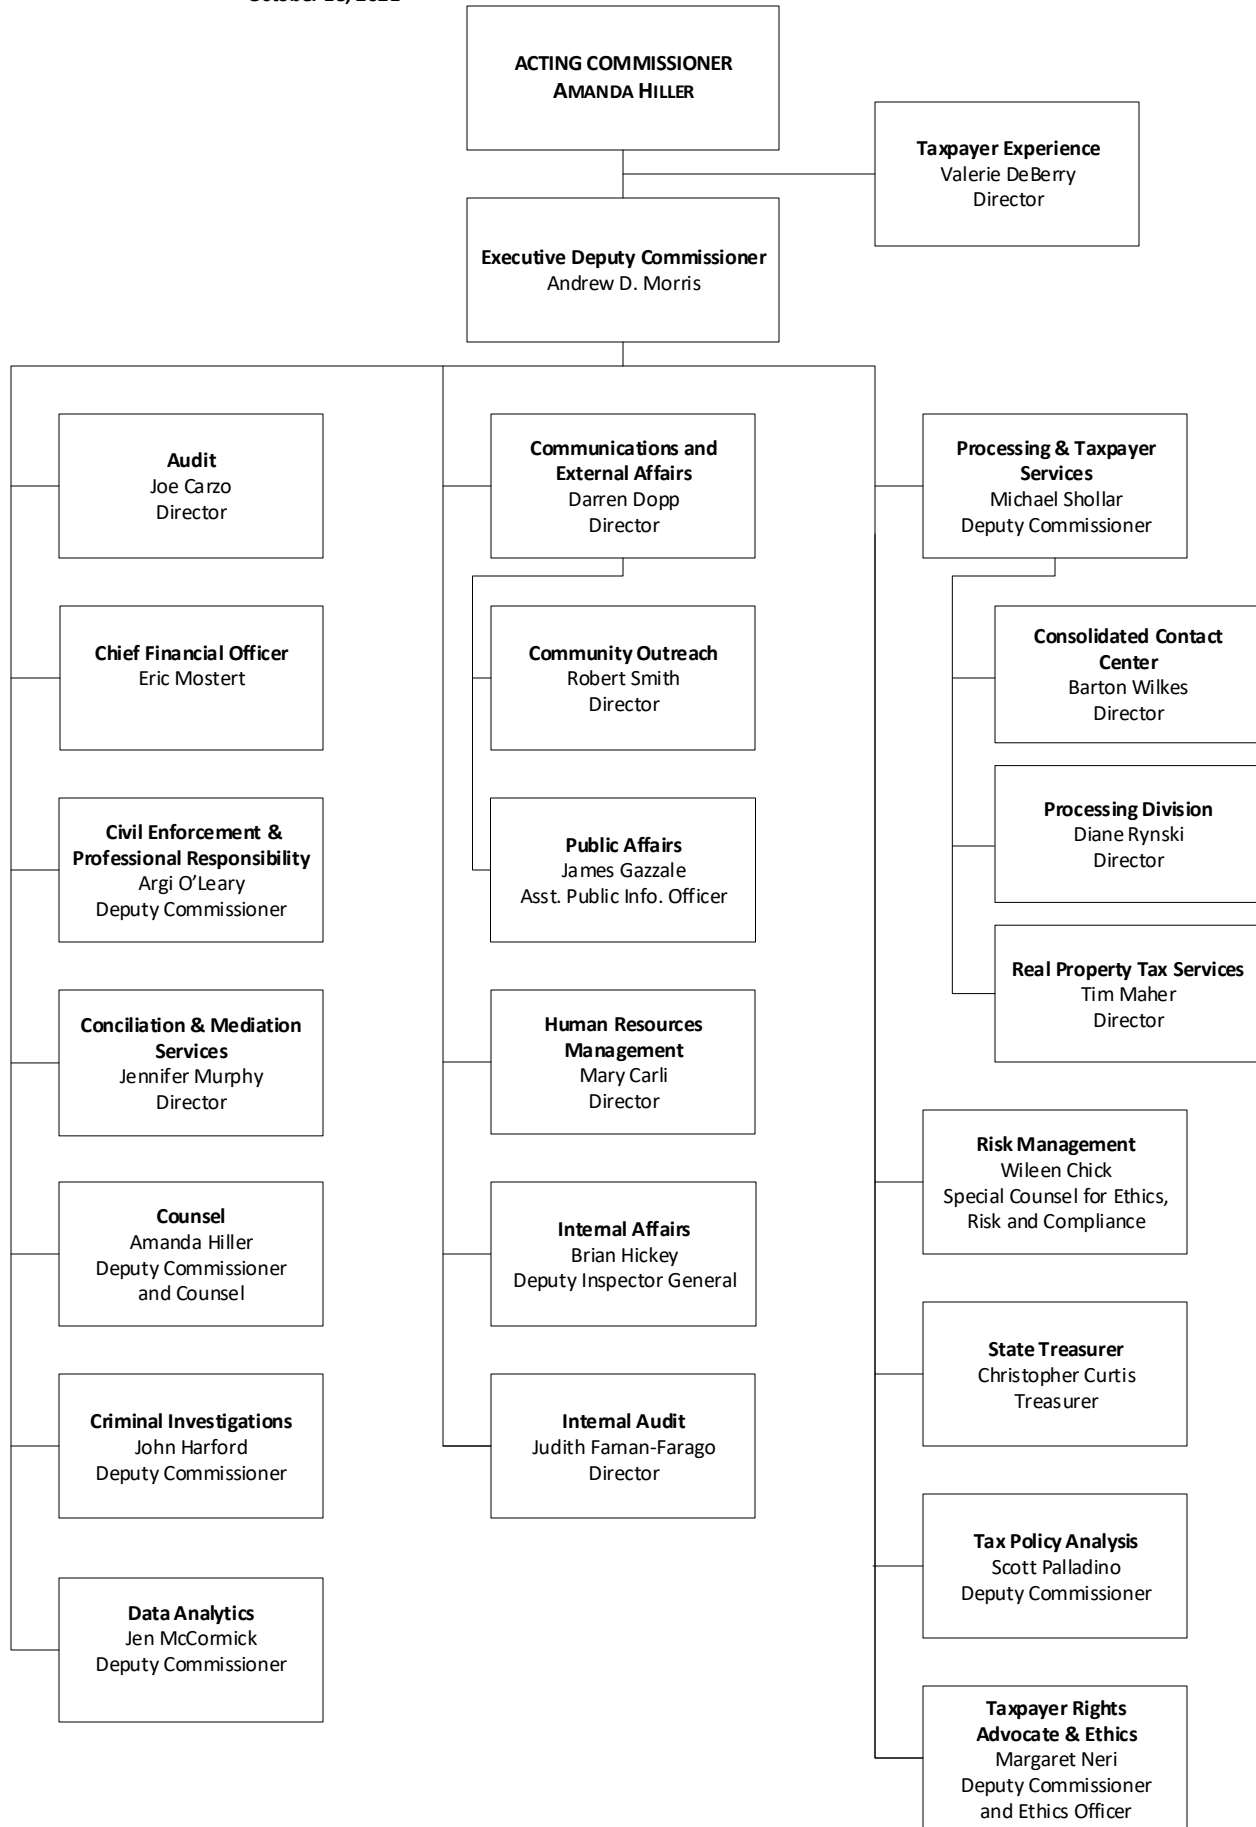 ACTING COMMISSIONER
AMANDA HILLER
Taxpayer Experience
Valerie DeBerry
Director
Executive Deputy Commissioner
Andrew D. Morris
Audit
Joe Carzo
Director
Chief Financial Officer
Eric Mostert
Civil Enforcement &
Professional Responsibility
Argi O'Leary
Deputy Commissioner
Conciliation & Mediation
Services
Jennifer Murphy
Director
Counsel
Amanda Hiller
Deputy Commissioner
and Counsel
Criminal Investigations
John Harford
Deputy Commissioner
Data Analytics
Jen McCormick
Deputy Commissioner
Communications and
External Affairs
Darren Dopp
Director
Community Outreach
Robert Smith
Director
Public Affairs
James Gazzale
Asst. Public Info. Officer
Human Resources
Management
Mary Carli
Director
Internal Affairs
Brian Hickey
Deputy Inspector General
Internal Audit
Judith Farnan-Farago
Director
Processing & Taxpayer
Services
Michael Shollar
Deputy Commissioner
Consolidated Contact
Center
Barton Wilkes
Director
Processing Division
Diane Rynski
Director
Real Property Tax Services
Tim Maher
Director
Risk Management
Wileen Chick
Special Counsel for Ethics,
Risk and Compliance
State Treasurer
Christopher Curtis
Treasurer
Tax Policy Analysis
Scott Palladino
Deputy Commissioner
Taxpayer Rights
Advocate & Ethics
Margaret Neri
Deputy Commissioner
and Ethics Officer